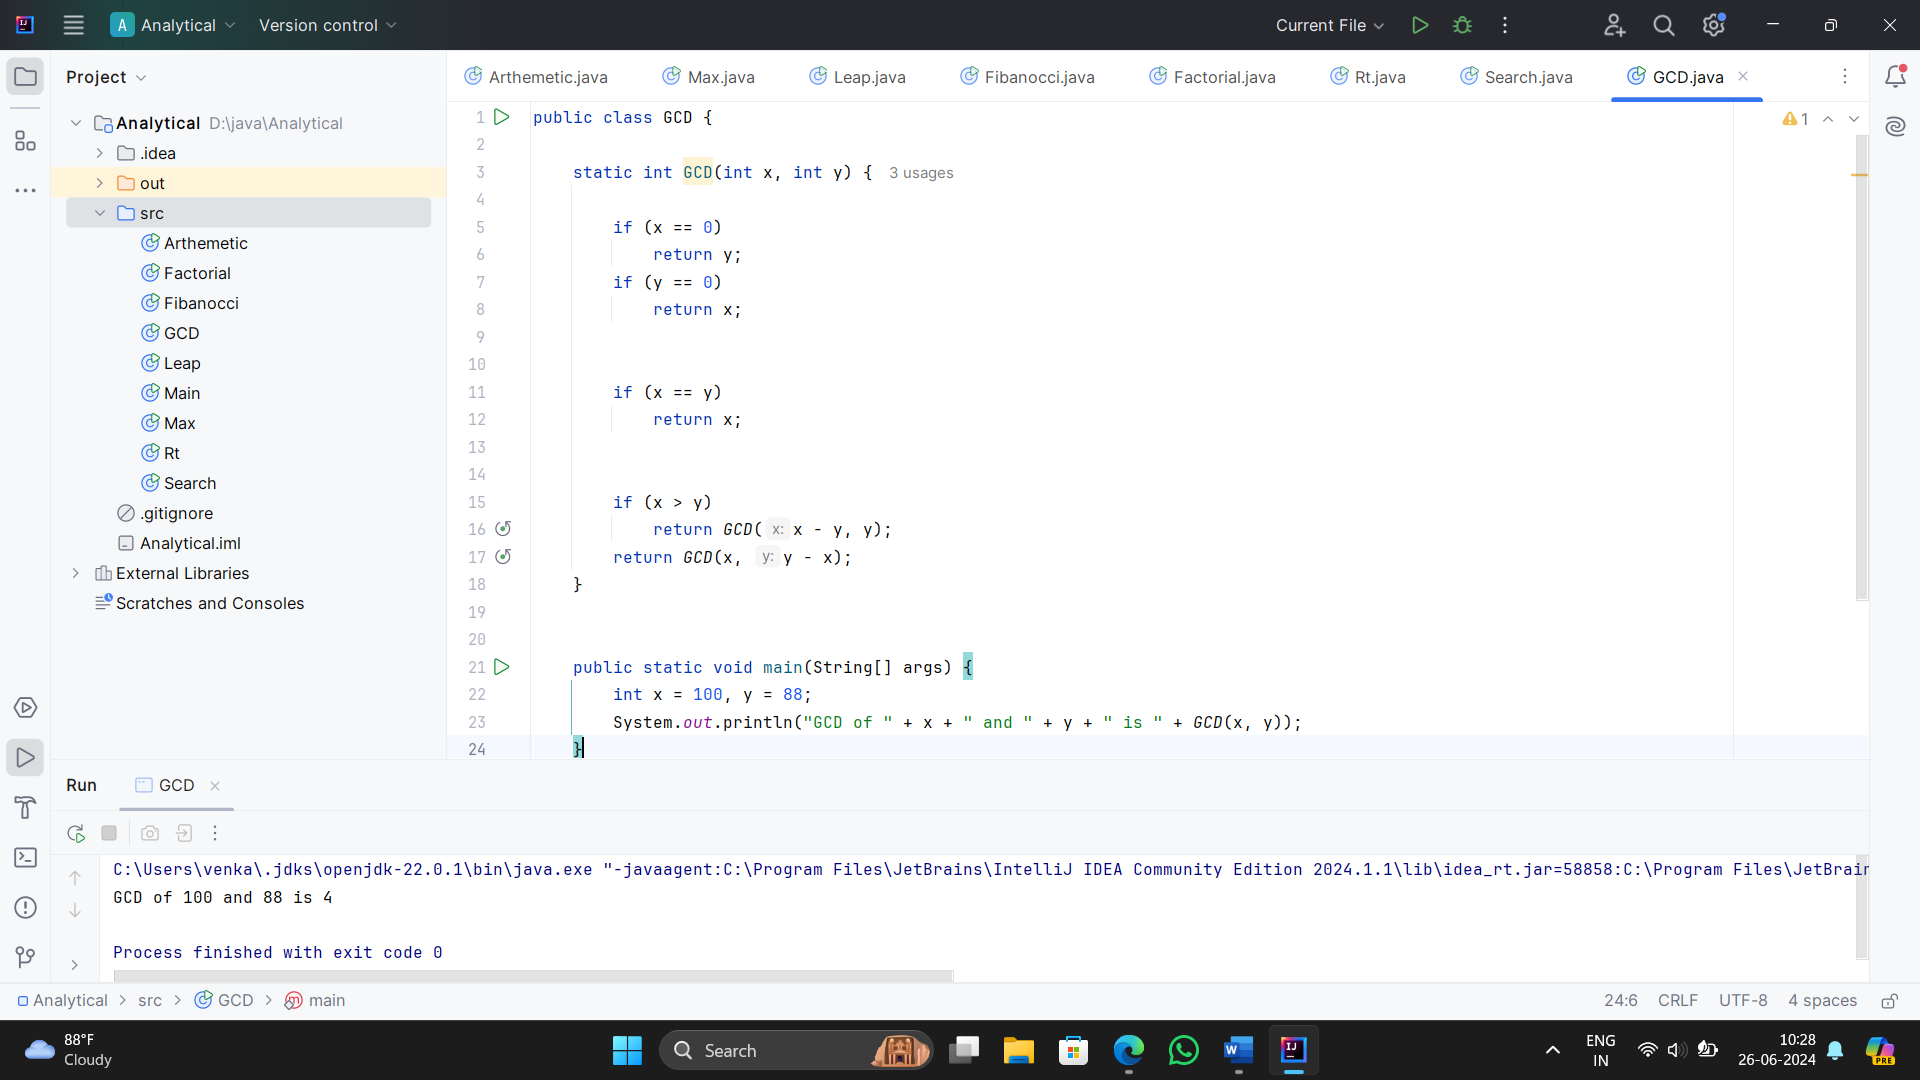 Analytical
Version control
Current File
Project
Arthemetic.java
Max.java
Leap.java
Fibanocci.java
Factorial.java
Rt.java
Search.java
GCD.java
Analytical D:\java\Analytical
.idea
out
src
Arthemetic
Factorial
Fibanocci
GCD
Leap
Main
Max
Rt
Search
.gitignore
Analytical.iml
External Libraries
Scratches and Consoles
1
1 public class GCD {
2
3 static int GCD(int x, int y) { 3 usages
4
5 if (x == 0)
6 return y;
7 if (y == 0)
8 return x;
9
10
11 if (x == y)
12 return x;
13
14
15 if (x > y)
16 return GCD( x: x - y, y);
17 return GCD(x, y: y - x);
18 }
19
20
21 public static void main(String[] args) {
22 int x = 100, y = 88;
23 System.out.println("GCD of " + x + " and " + y + " is " + GCD(x, y));
24 }
Run
GCD
C:\Users\venka\.jdks\openjdk-22.0.1\bin\java.exe "-javaagent:C:\Program Files\JetBrains\IntelliJ IDEA Community Edition 2024.1.1\lib\idea_rt.jar=58858:C:\Program Files\JetBrain
GCD of 100 and 88 is 4
Process finished with exit code 0
Analytical > src > GCD > main
24:6 CRLF UTF-8 4 spaces
88°F
Cloudy
Search
ENG
IN
10:28
26-06-2024
PRE